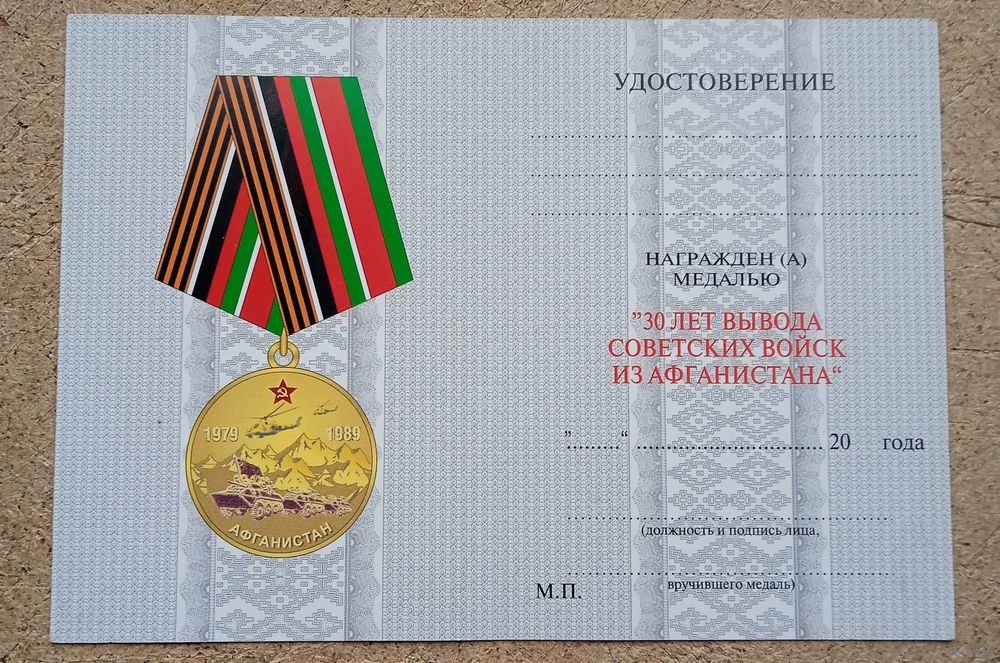 1979 1989
АФГАНИСТАН
УДОСТОВЕРЕНИЕ
НАГРАЖДЕН (А)
МЕДАЛЬЮ
”30 ЛЕТ ВЫВОДА
СОВЕТСКИХ ВОЙСК
ИЗ АФГАНИСТАНА“
”.........“ .................................... 20 года
(должность и подпись лица,
М.П. вручившего медаль)